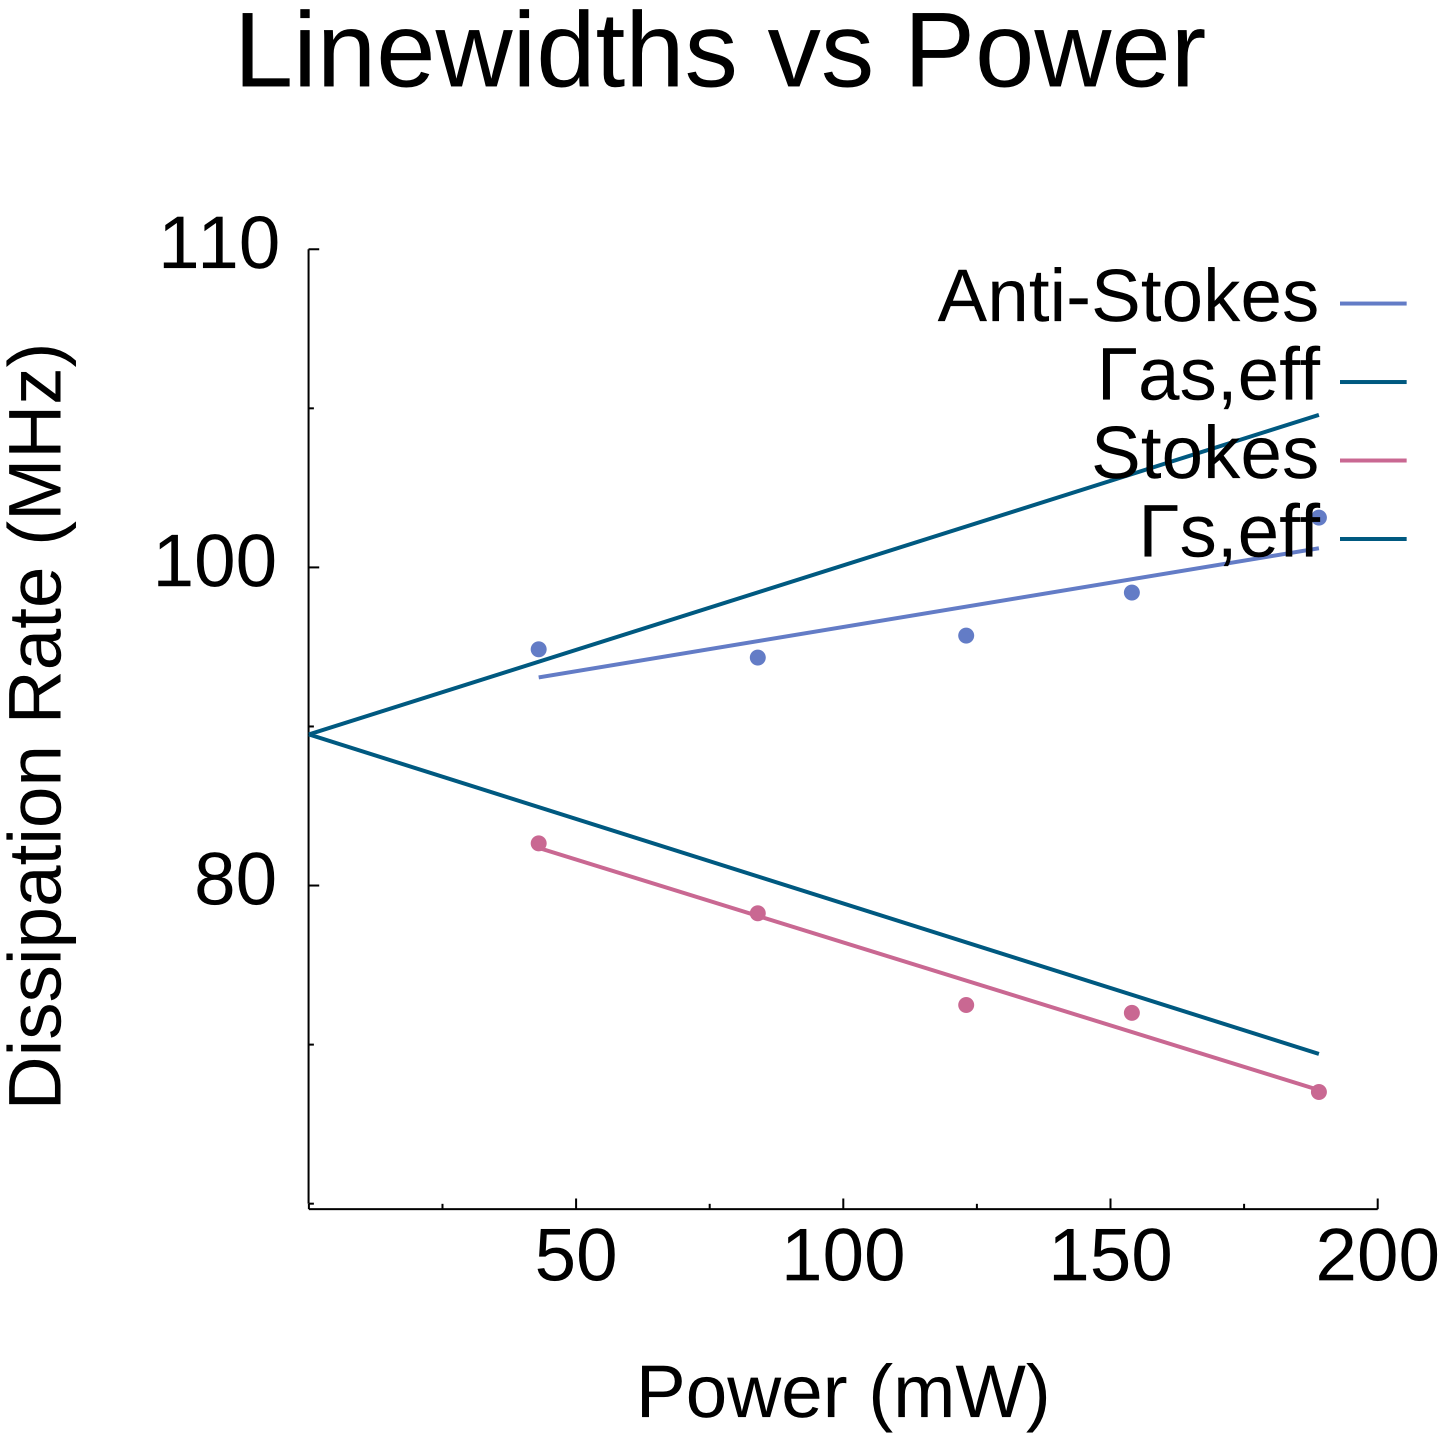 Linewidths vs Power
110
100
80
Dissipation Rate (MHz)
Anti-Stokes
Γas,eff
Stokes
Γs,eff
50 100 150 200
Power (mW)